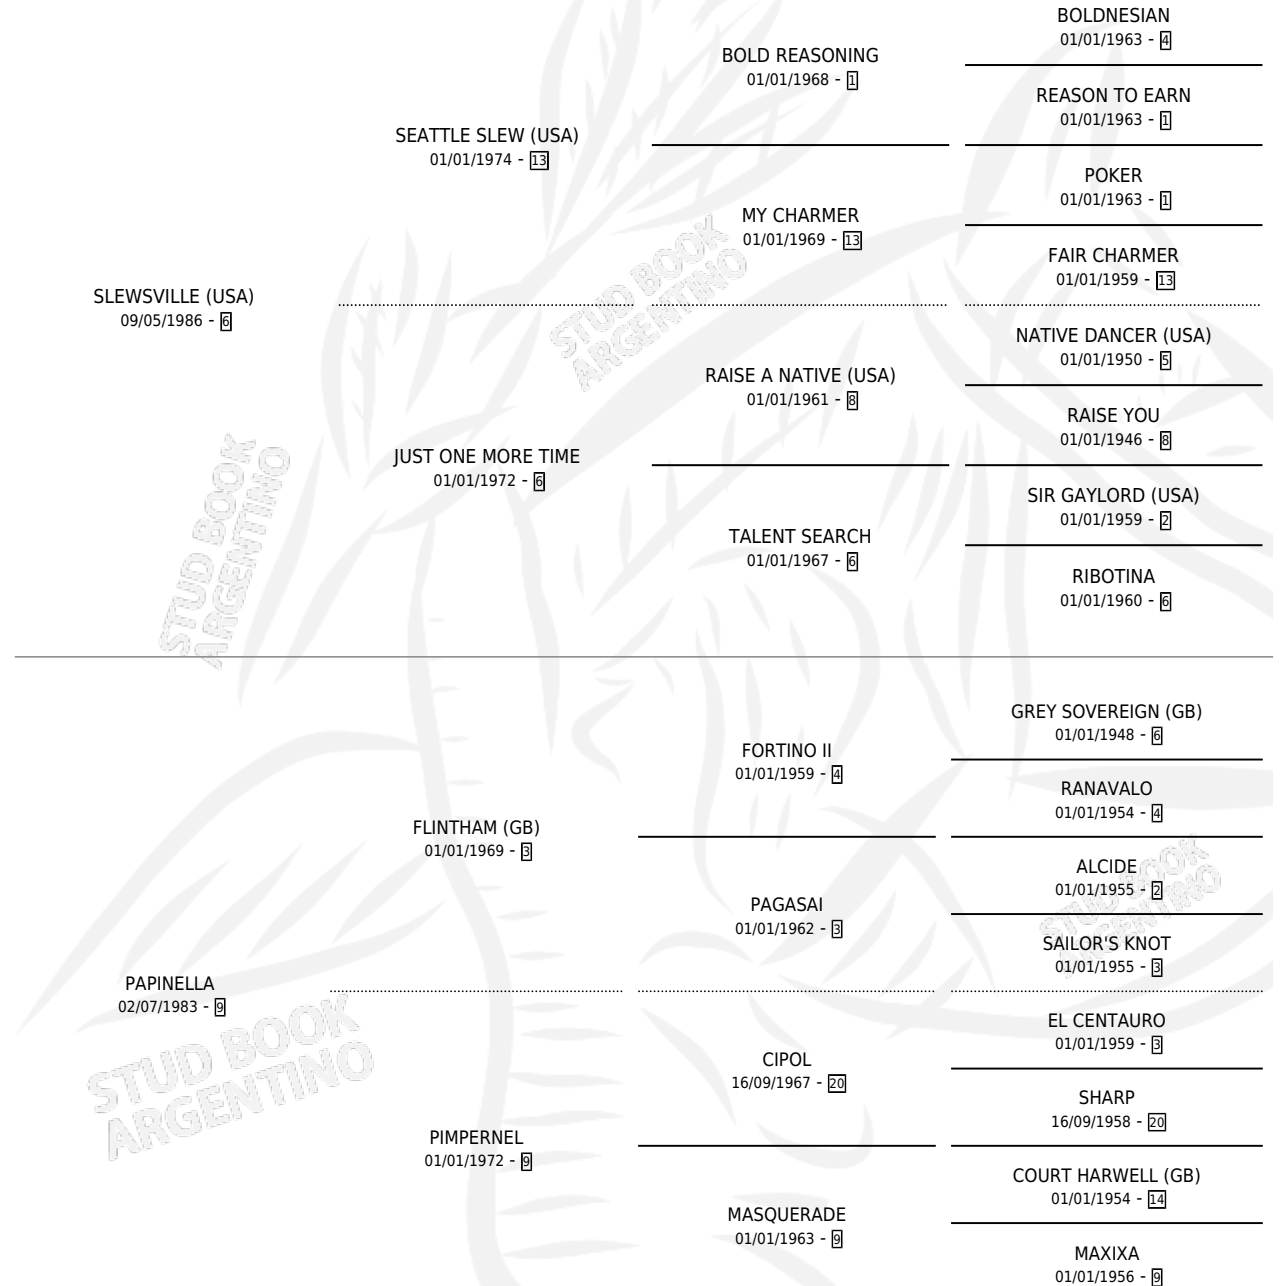 BOLDNESIAN
01/01/1963 - 4
BOLD REASONING
01/01/1968 - 1
REASON TO EARN
01/01/1963 - 1
SEATTLE SLEW (USA)
01/01/1974 - 13
POKER
01/01/1963 - 1
MY CHARMER
01/01/1969 - 13
FAIR CHARMER
01/01/1959 - 13
SLEWSVILLE (USA)
09/05/1986 - 6
NATIVE DANCER (USA)
01/01/1950 - 5
RAISE A NATIVE (USA)
01/01/1961 - 8
RAISE YOU
01/01/1946 - 8
JUST ONE MORE TIME
01/01/1972 - 6
SIR GAYLORD (USA)
01/01/1959 - 2
TALENT SEARCH
01/01/1967 - 6
RIBOTINA
01/01/1960 - 6
GREY SOVEREIGN (GB)
01/01/1948 - 6
FORTINO II
01/01/1959 - 4
RANAVALO
01/01/1954 - 4
FLINTHAM (GB)
01/01/1969 - 3
ALCIDE
01/01/1955 - 2
PAGASAI
01/01/1962 - 3
SAILOR'S KNOT
01/01/1955 - 3
PAPINELLA
02/07/1983 - 9
EL CENTAURO
01/01/1959 - 3
CIPOL
16/09/1967 - 20
SHARP
16/09/1958 - 20
PIMPERNEL
01/01/1972 - 9
COURT HARWELL (GB)
01/01/1954 - 14
MASQUERADE
01/01/1963 - 9
MAXIXA
01/01/1956 - 9
STUD BOOK
ARGENTINO
STUD BOOK
ARGENTINO
STUD BOOK
ARGENTINO
STUD BOOK
ARGENTINO